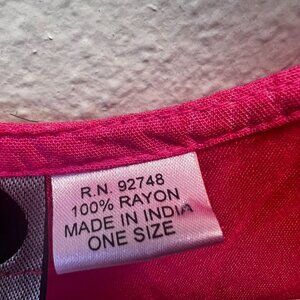 R.N. 92748
100% RAYON
MADE IN INDIA
ONE SIZE